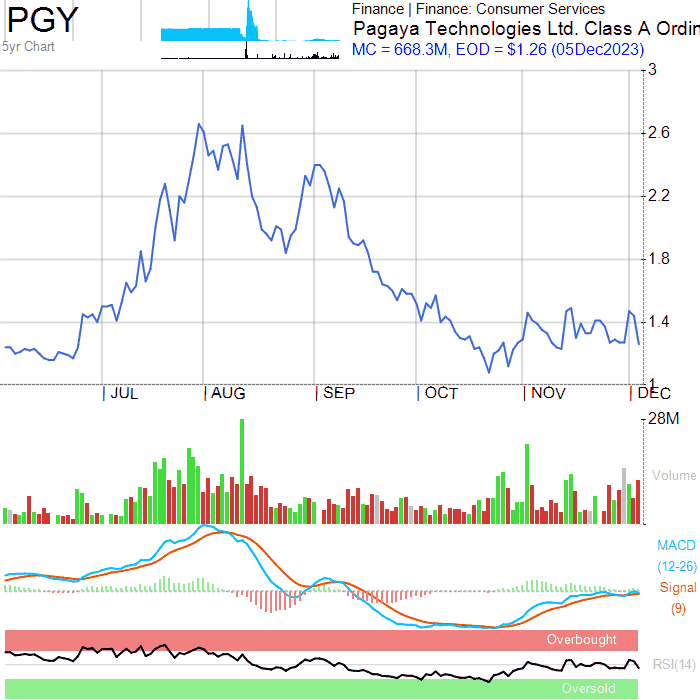 PGY
5yr Chart
Finance | Finance: Consumer Services
Pagaya Technologies Ltd. Class A Ordin
MC = 668.3M, EOD = $1.26 (05Dec2023)
3
2.6
2.2
1.8
1.4
1
JUL AUG SEP OCT NOV DEC
28M
Volume
MACD
(12-26)
Signal
(9)
Overbought
RSI(14)
Oversold